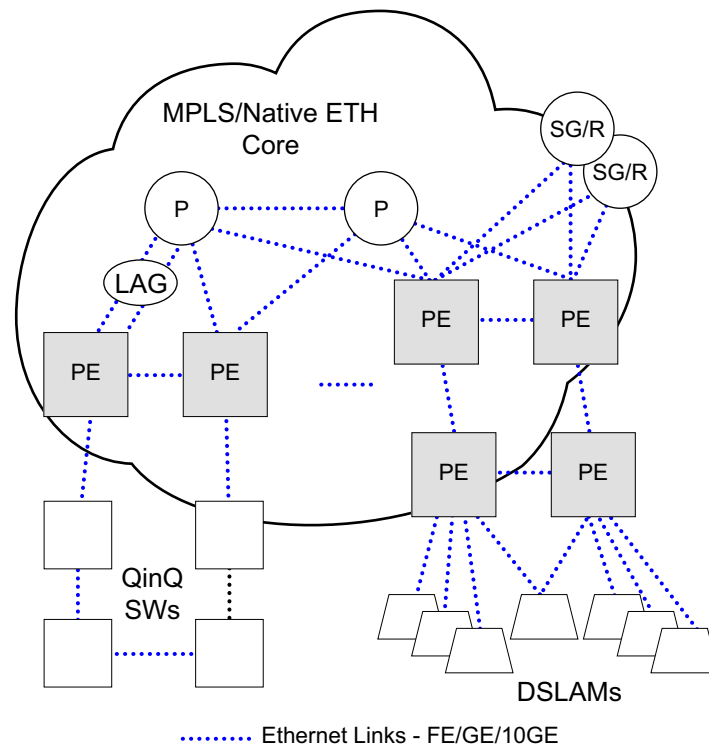 MPLS/Native ETH
Core
SG/R
SG/R
P
P
LAG
PE
PE
PE
PE
PE
PE
QinQ
SWs
DSLAMs
Ethernet Links - FE/GE/10GE